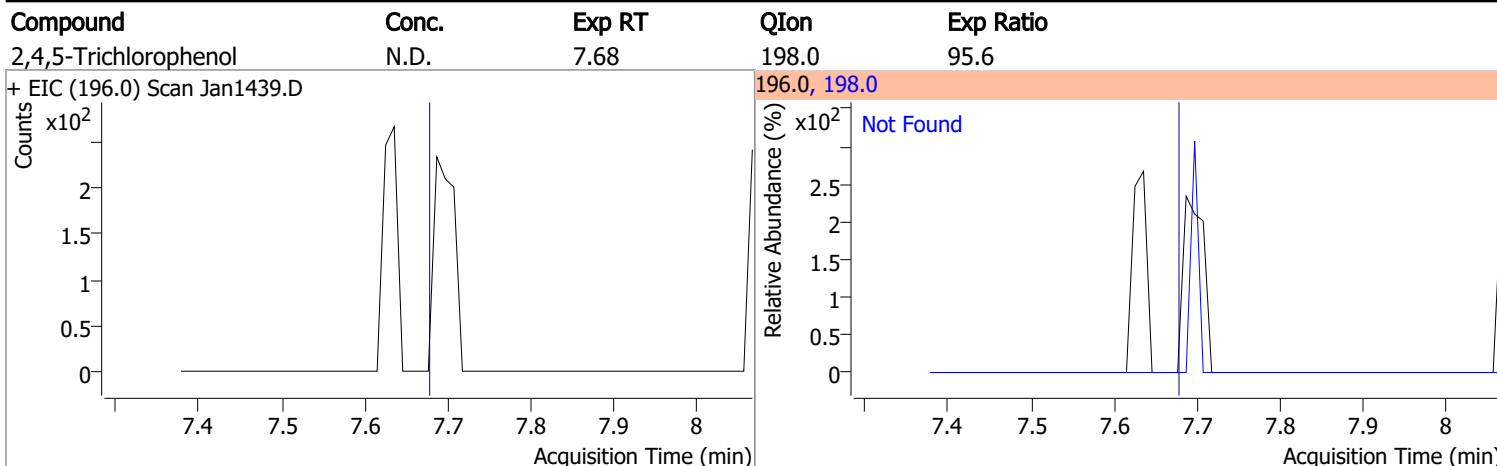 Compound Conc. Exp RT QIon Exp Ratio
2,4,5-Trichlorophenol N.D. 7.68 198.0 95.6
+ EIC (196.0) Scan Jan1439.D
Counts
x10²
2
1.5
1
0.5
0
7.4 7.5 7.6 7.7 7.8 7.9 8
Acquisition Time (min)
196.0, 198.0
Relative Abundance (%)
x10²
Not Found
2.5
2
1.5
1
0.5
0
7.4 7.5 7.6 7.7 7.8 7.9 8
Acquisition Time (min)